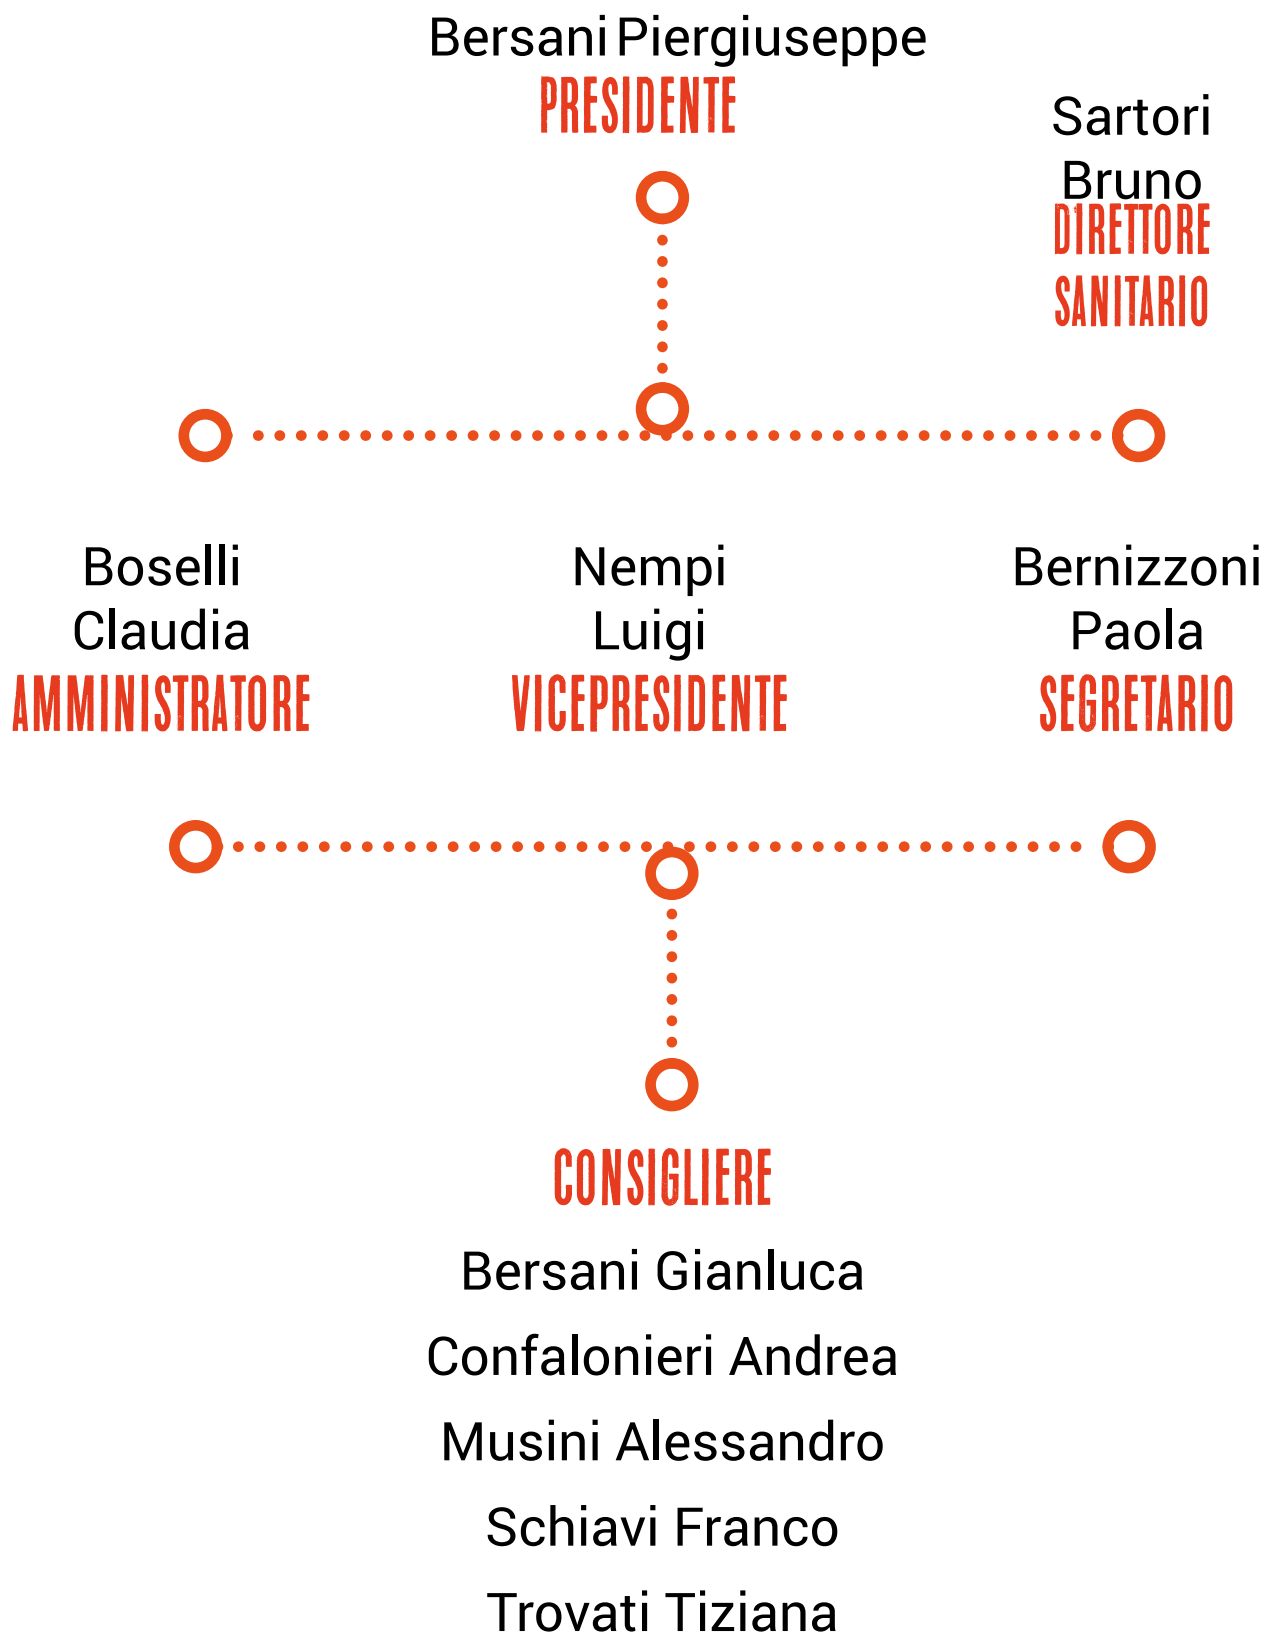 Bersani Piergiuseppe
PRESIDENTE
Sartori
Bruno
DIRETTORE
SANITARIO
Boselli
Claudia
AMMINISTRATORE
Nempi
Luigi
VICEPRESIDENTE
Bernizzoni
Paola
SEGRETARIO
CONSIGLIERE
Bersani Gianluca
Confalonieri Andrea
Musini Alessandro
Schiavi Franco
Trovati Tiziana